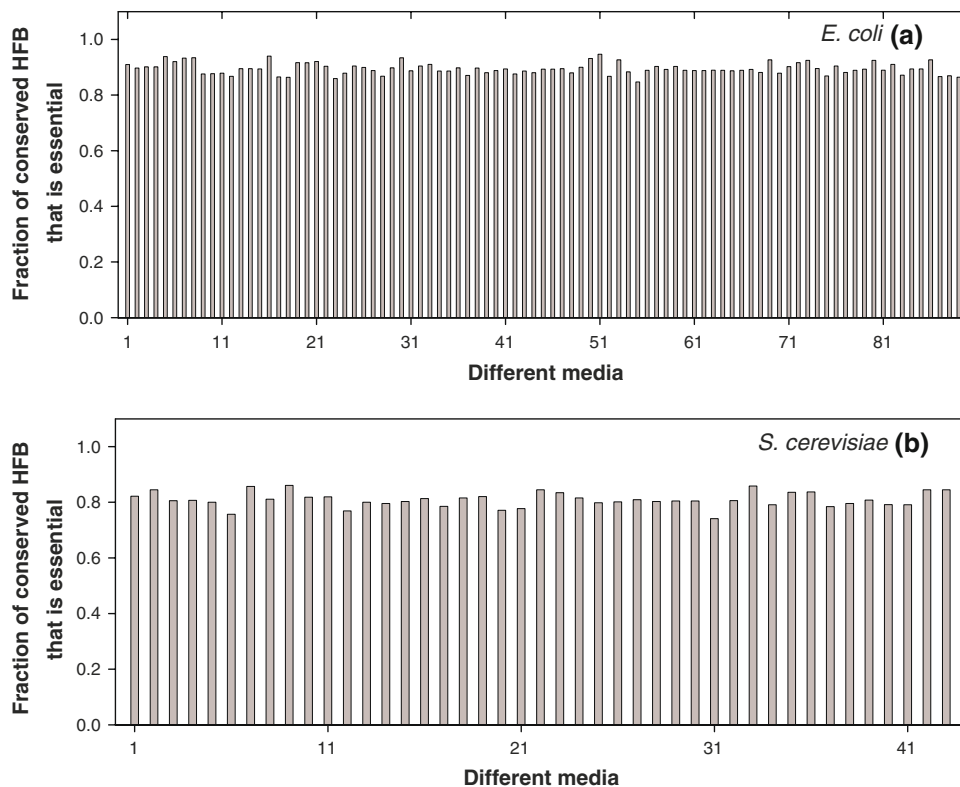 E. coli (a)
Fraction of conserved HFB
that is essential
1.0
0.8
0.6
0.4
0.2
0.0
1 11 21 31 41 51 61 71 81
Different media
S. cerevisiae (b)
Fraction of conserved HFB
that is essential
1.0
0.8
0.6
0.4
0.2
0.0
1 11 21 31 41
Different media